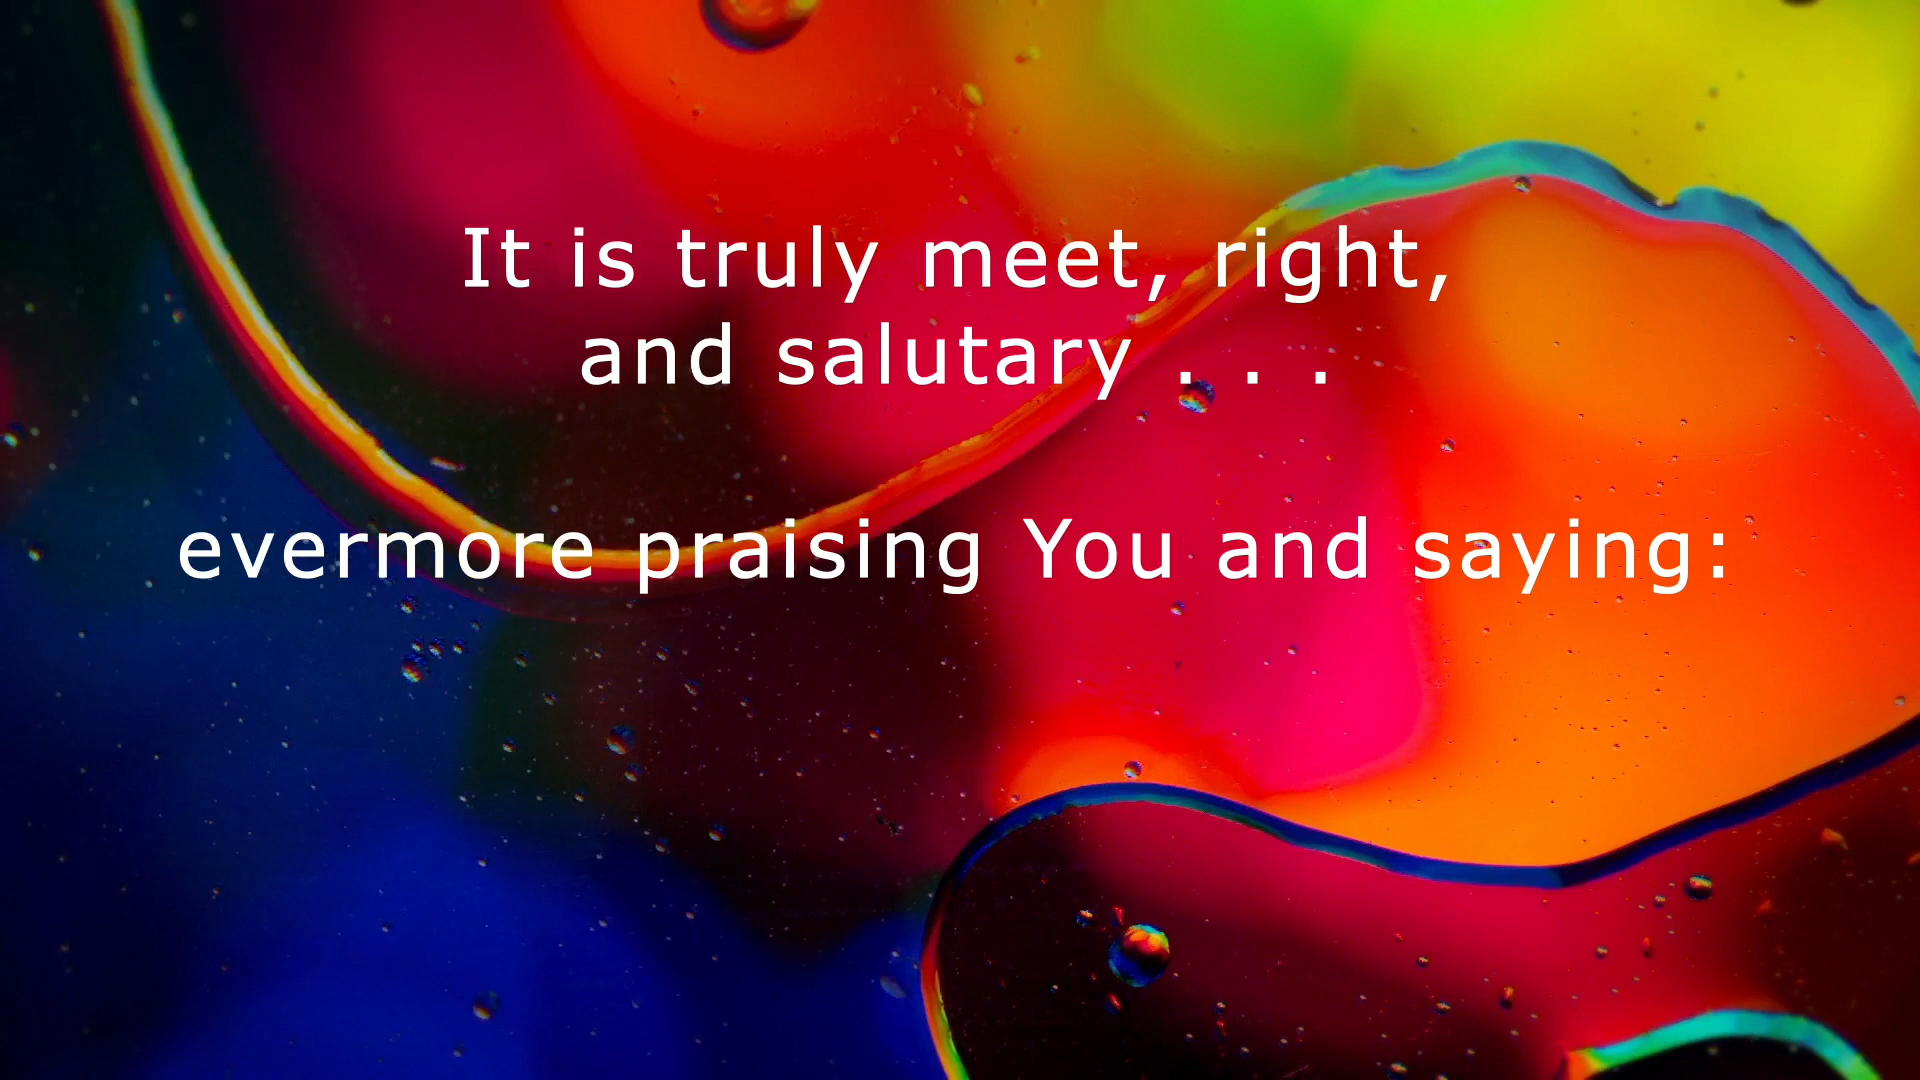 It is truly meet, right,
and salutary . . .
evermore praising You and saying: